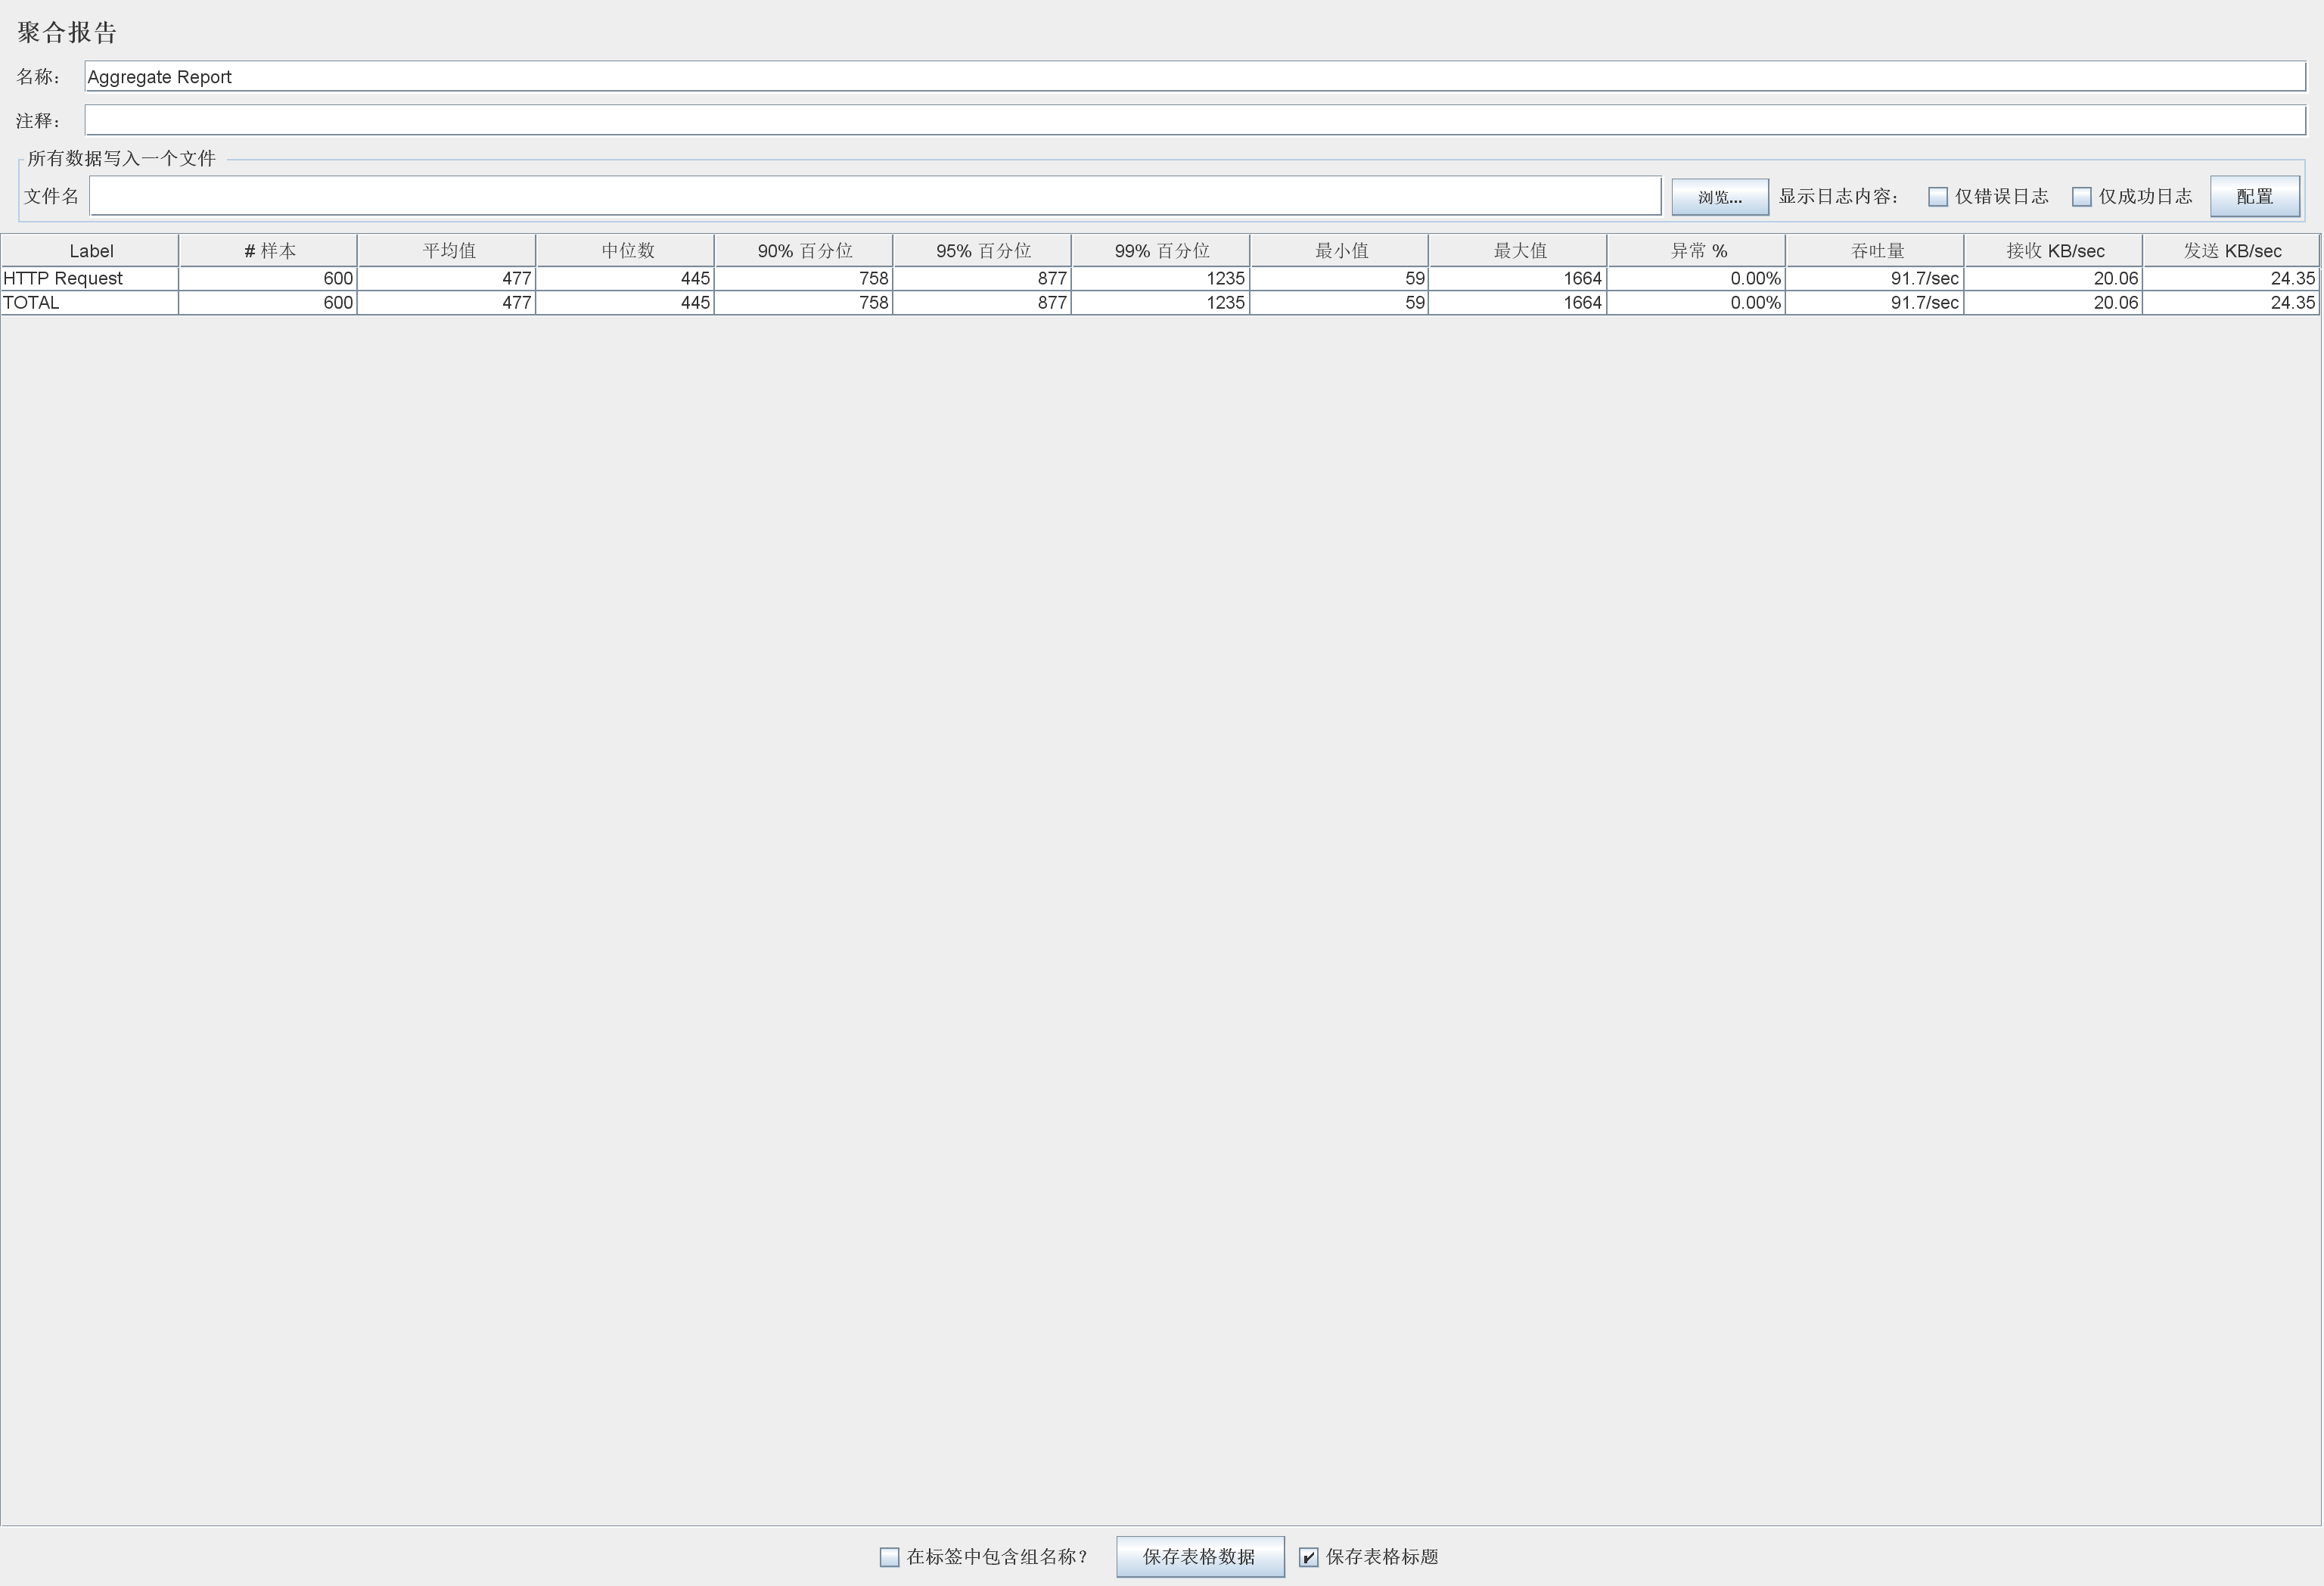 聚合报告
名称： Aggregate Report
注释：
所有数据写入一个文件
文件名 浏览... 显示日志内容： 仅错误日志 仅成功日志 配置
Label # 样本 平均值 中位数 90% 百分位 95% 百分位 99% 百分位 最小值 最大值 异常 % 吞吐量 接收 KB/sec 发送 KB/sec
HTTP Request 600 477 445 758 877 1235 59 1664 0.00% 91.7/sec 20.06 24.35
TOTAL 600 477 445 758 877 1235 59 1664 0.00% 91.7/sec 20.06 24.35
在标签中包含组名称？ 保存表格数据 保存表格标题